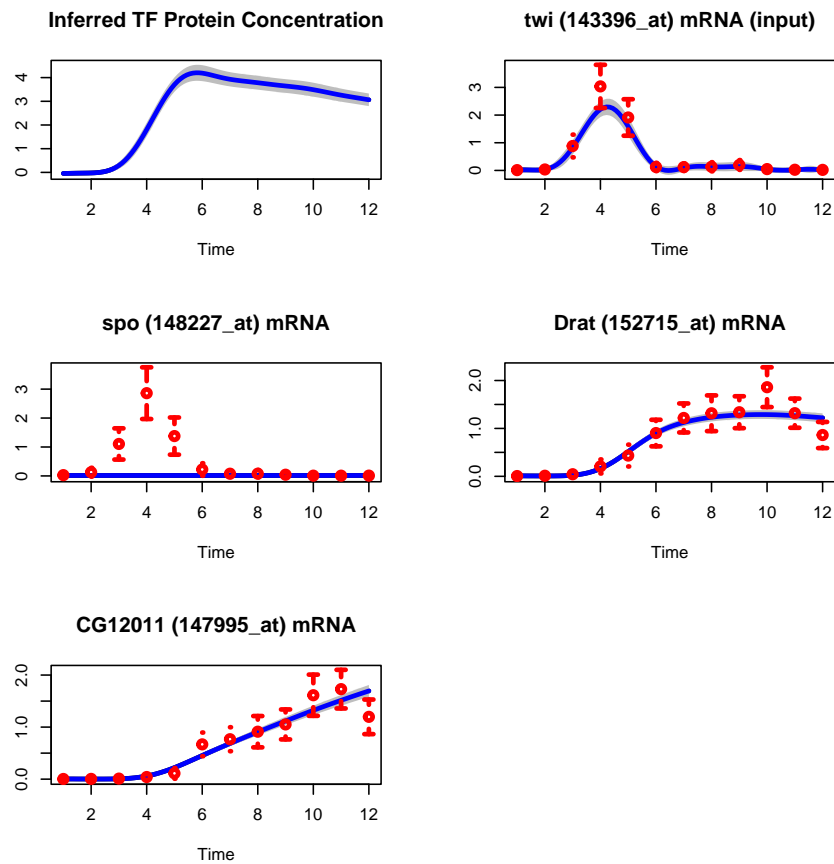 Inferred TF Protein Concentration
4
3
2
1
0
2 4 6 8 10 12
Time
twi (143396_at) mRNA (input)
3
2
1
0
2 4 6 8 10 12
Time
spo (148227_at) mRNA
3
2
1
0
2 4 6 8 10 12
Time
Drat (152715_at) mRNA
2.0
1.0
0.0
2 4 6 8 10 12
Time
CG12011 (147995_at) mRNA
2.0
1.0
0.0
2 4 6 8 10 12
Time